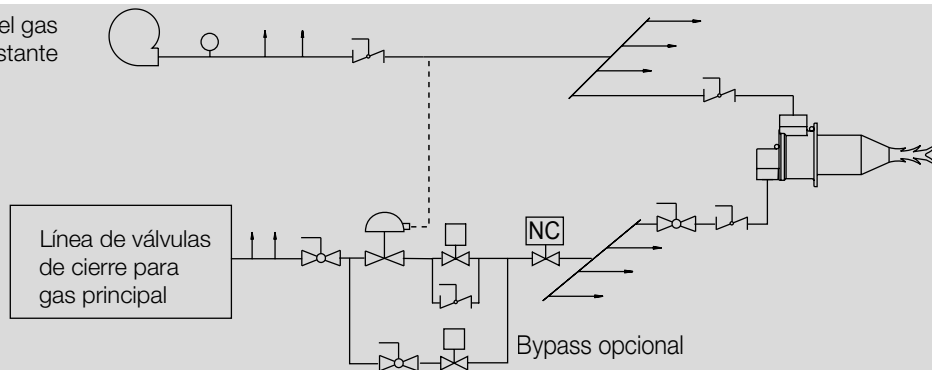 el gas
stante
Línea de válvulas
de cierre para
gas principal
NC
Bypass opcional